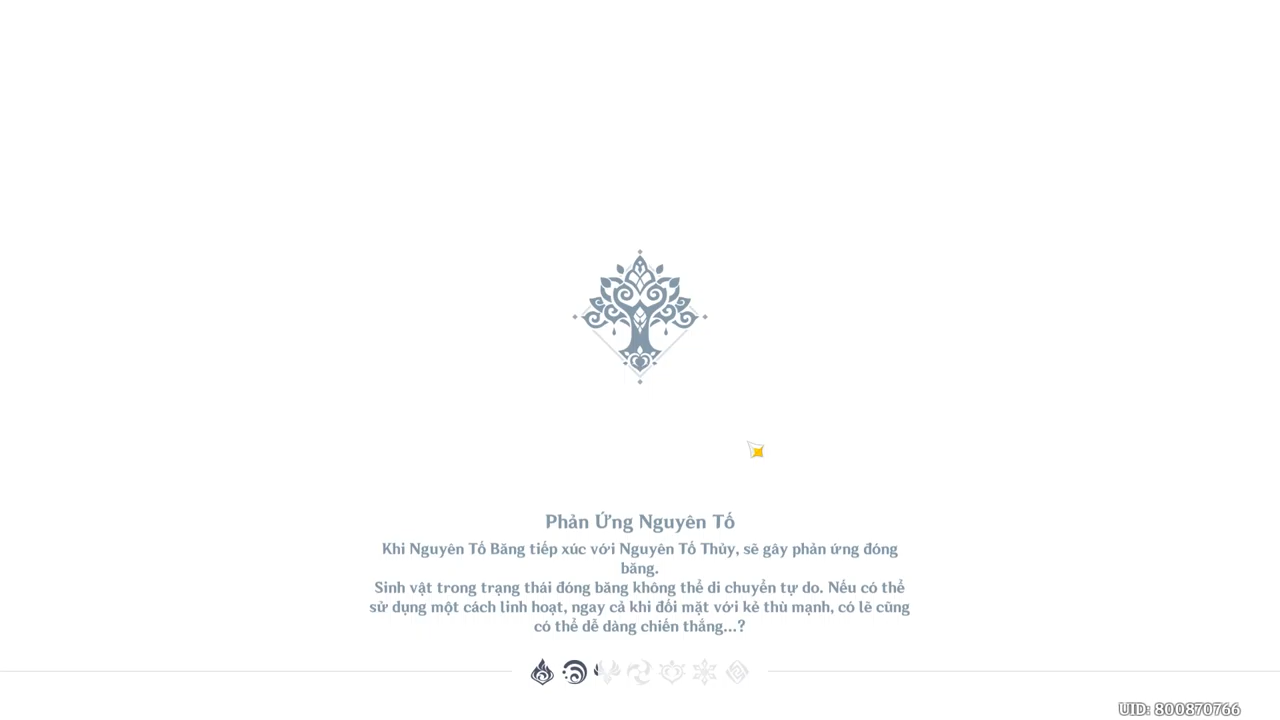 Phản Ứng Nguyên Tố
Khi Nguyên Tố Băng tiếp xúc với Nguyên Tố Thủy, sẽ gây phản ứng đóng
băng.
Sinh vật trong trạng thái đóng băng không thể di chuyển tự do. Nếu có thể
sử dụng một cách linh hoạt, ngay cả khi đối mặt với kẻ thù mạnh, có lẽ cũng
có thể dễ dàng chiến thắng...?
UID: 800870766